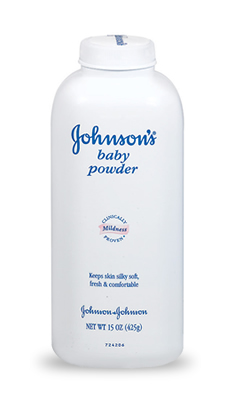 Johnson's
baby
powder
CLINICALLY
Mildness
PROVEN
Keeps skin silky soft,
fresh & comfortable
Johnson & Johnson
NET WT 15 OZ (425g)
724286